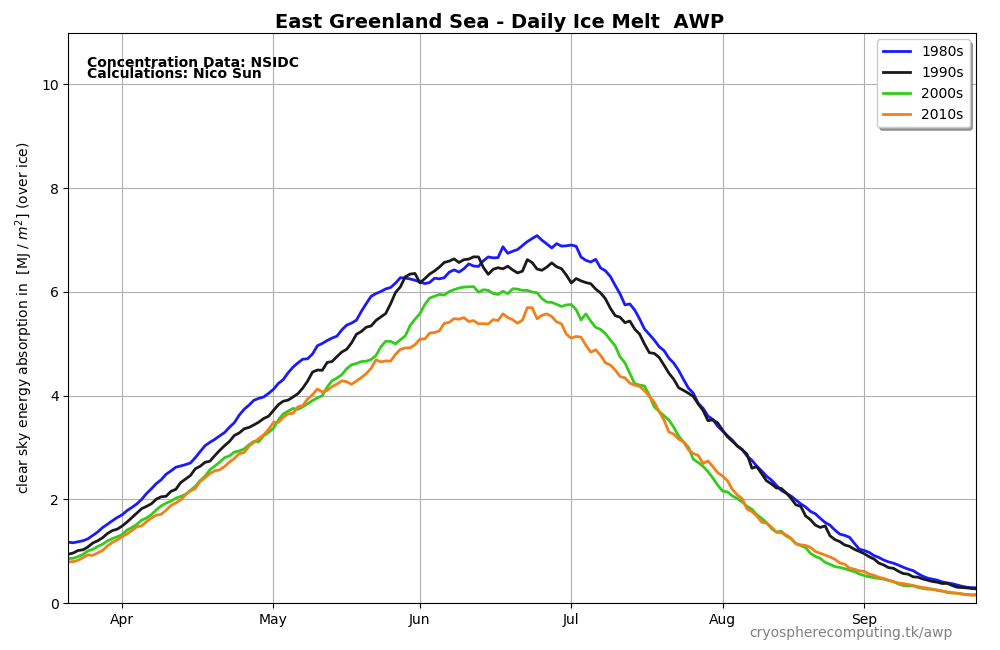 East Greenland Sea - Daily Ice Melt  AWP
Concentration Data: NSIDC
Calculations: Nico Sun
1980s
1990s
2000s
2010s
clear sky energy absorption in [MJ / m²] (over ice)
10
8
6
4
2
0
Apr May Jun Jul Aug Sep
cryospherecomputing.tk/awp